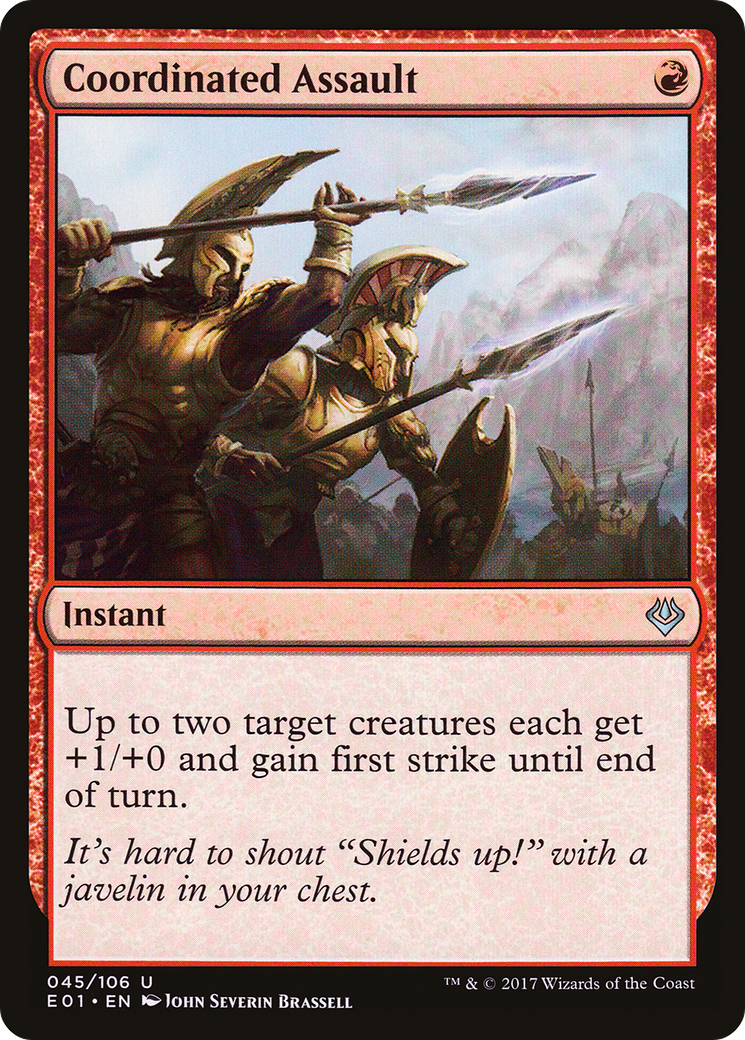 Coordinated Assault
Instant
Up to two target creatures each get
+1/+0 and gain first strike until end
of turn.
It's hard to shout “Shields up!” with a
javelin in your chest.
045/106 U
™ & © 2017 Wizards of the Coast
E01 • EN John Severin Brassell